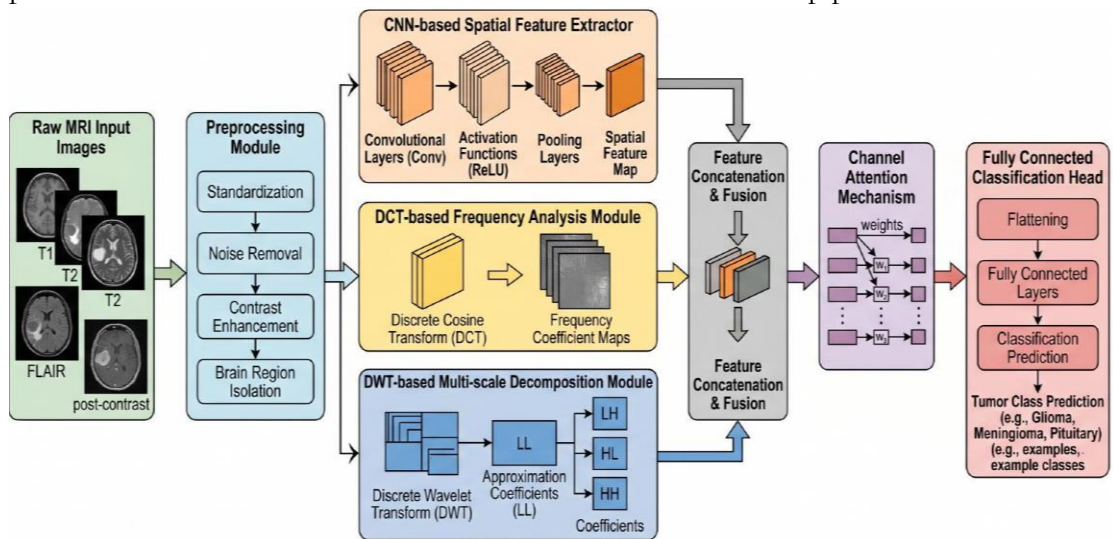 Raw MRI Input
Images
T1
T2
T2
FLAIR
post-contrast
Preprocessing
Module
Standardization
Noise Removal
Contrast
Enhancement
Brain Region
Isolation
CNN-based Spatial Feature Extractor
Convolutional
Layers (Conv)
Activation
Functions
(ReLU)
Pooling
Layers
Spatial
Feature
Map
DCT-based Frequency Analysis Module
Discrete Cosine
Transform (DCT)
Frequency
Coefficient Maps
DWT-based Multi-scale Decomposition Module
Discrete Wavelet
Transform (DWT)
LL
Approximation
Coefficients
(LL)
LH
HL
HH
Coefficients
Feature
Concatenation
& Fusion
Feature
Concatenation
& Fusion
Channel
Attention
Mechanism
weights
W₁
W₂
W₃
Fully Connected
Classification Head
Flattening
Fully Connected
Layers
Classification
Prediction
Tumor Class Prediction
(e.g., Glioma,
Meningioma, Pituitary)
(e.g., examples,
example classes